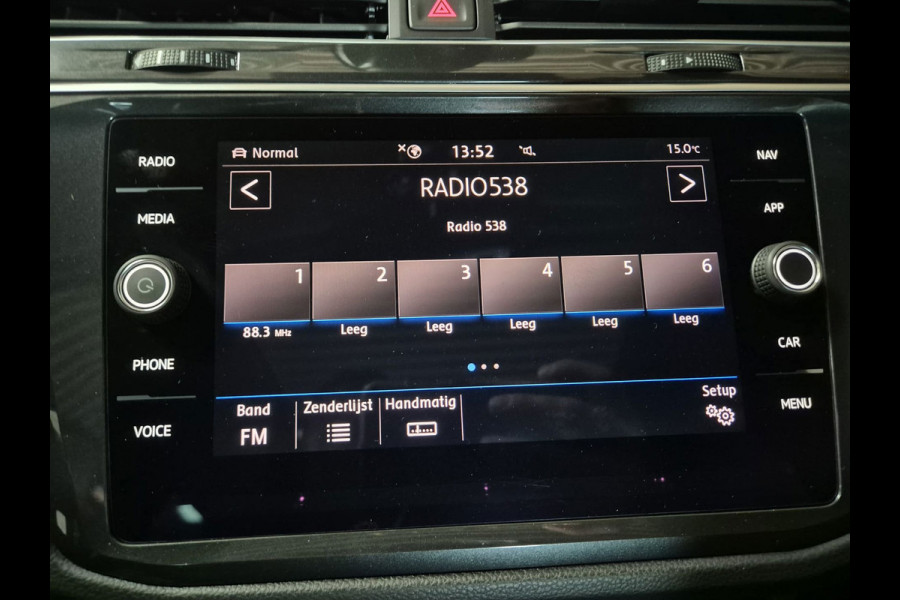 Normal 13:52 15.0°c
RADIO
MEDIA
PHONE
VOICE
< RADIO538 >
Radio 538
1 2 3 4 5 6
88.3 MHz Leeg Leeg Leeg Leeg Leeg
Band Zenderlijst Handmatig Setup
FM
NAV
APP
CAR
MENU